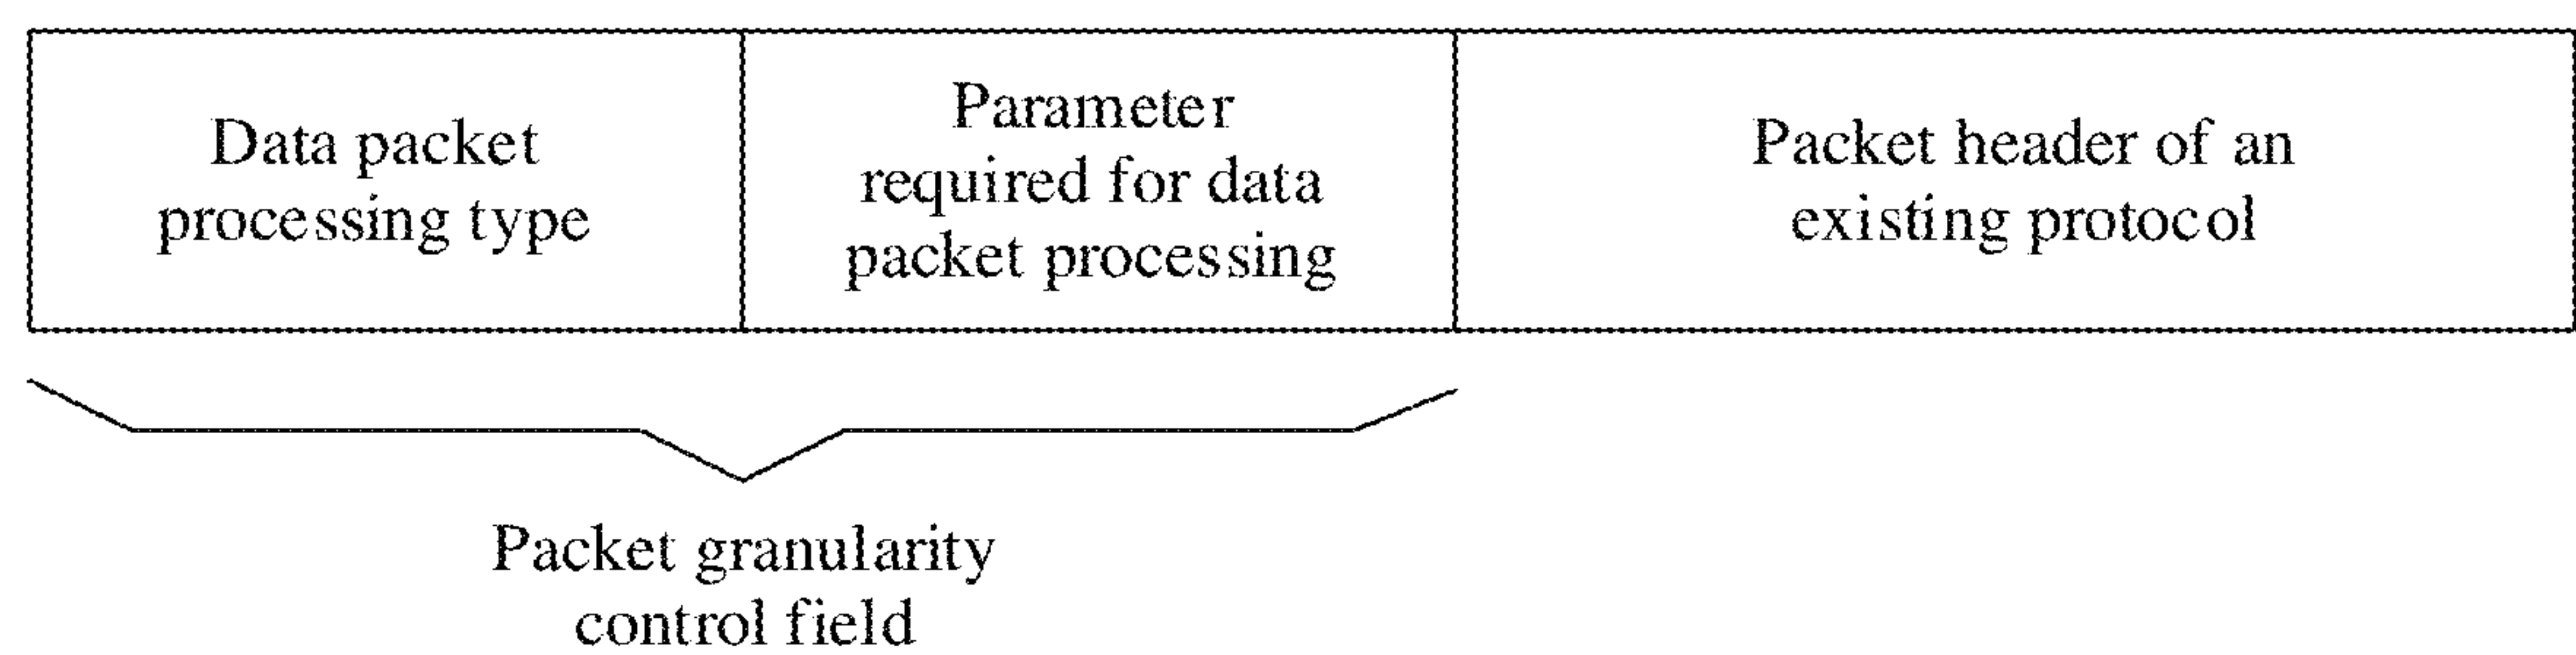 Data packet
processing type
Parameter
required for data
packet processing
Packet header of an
existing protocol
Packet granularity
control field